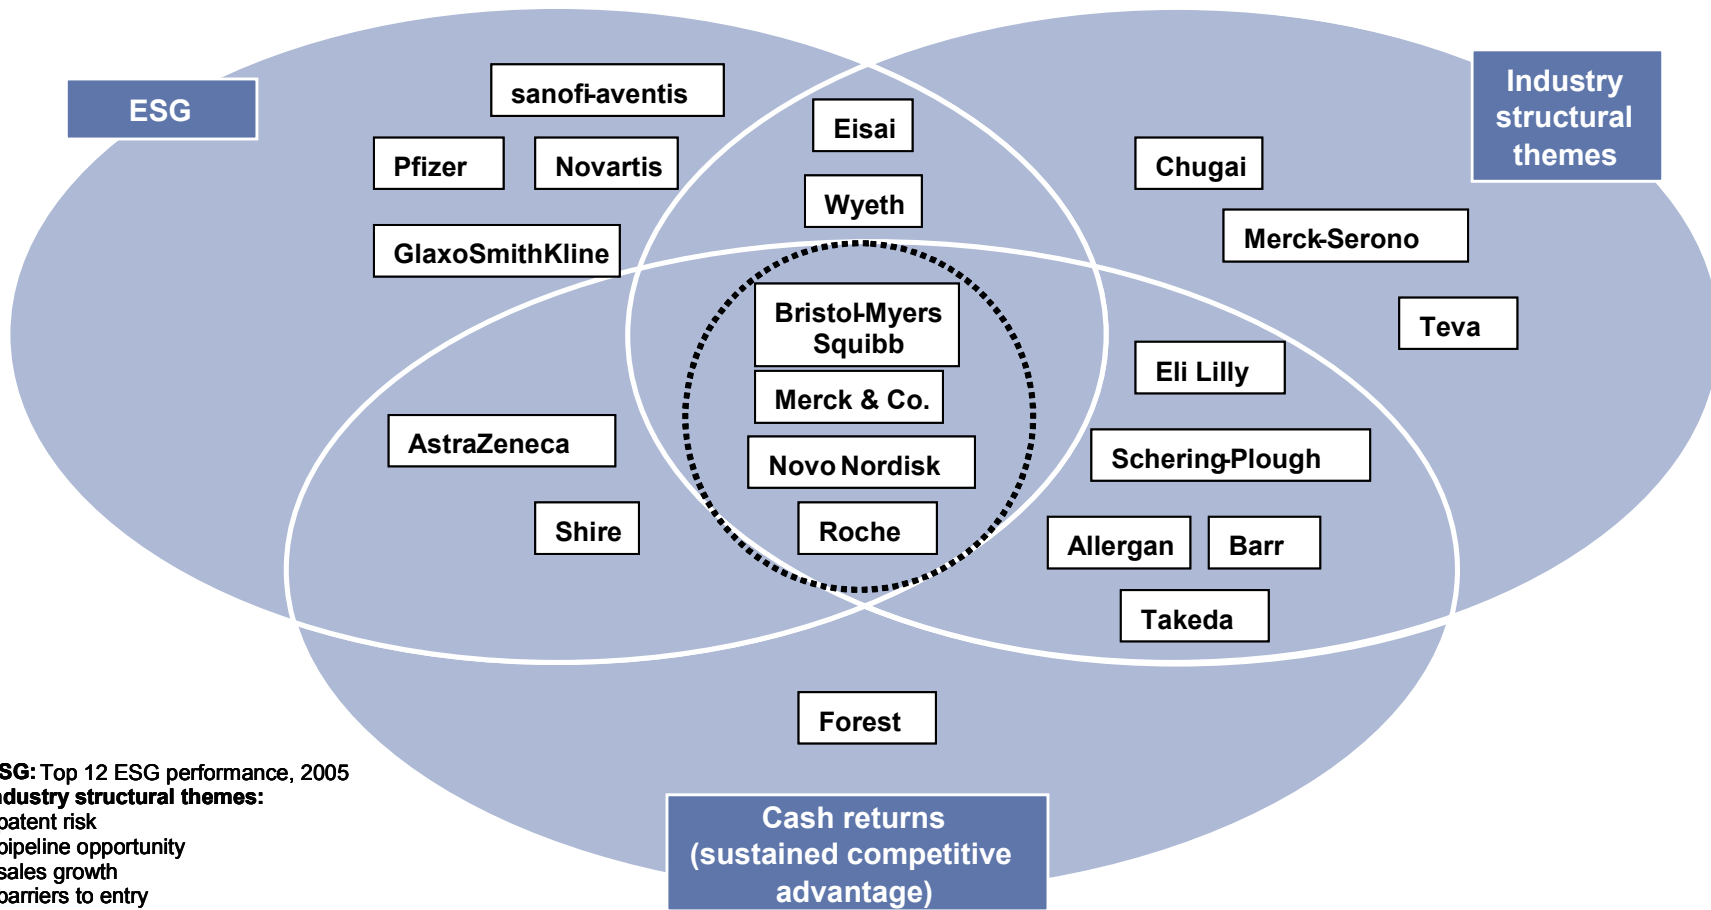 ESG
Industry
structural
themes
sanofi-aventis
Eisai
Pfizer
Novartis
Chugai
Wyeth
GlaxoSmithKline
Merck-Serono
Bristol-Myers
Squibb
Teva
Eli Lilly
Merck & Co.
AstraZeneca
Novo Nordisk
Schering-Plough
Shire
Roche
Allergan
Barr
Takeda
Forest
SG: Top 12 ESG performance, 2005
ndustry structural themes:
patent risk
pipeline opportunity
sales growth
barriers to entry
Cash returns
(sustained competitive
advantage)